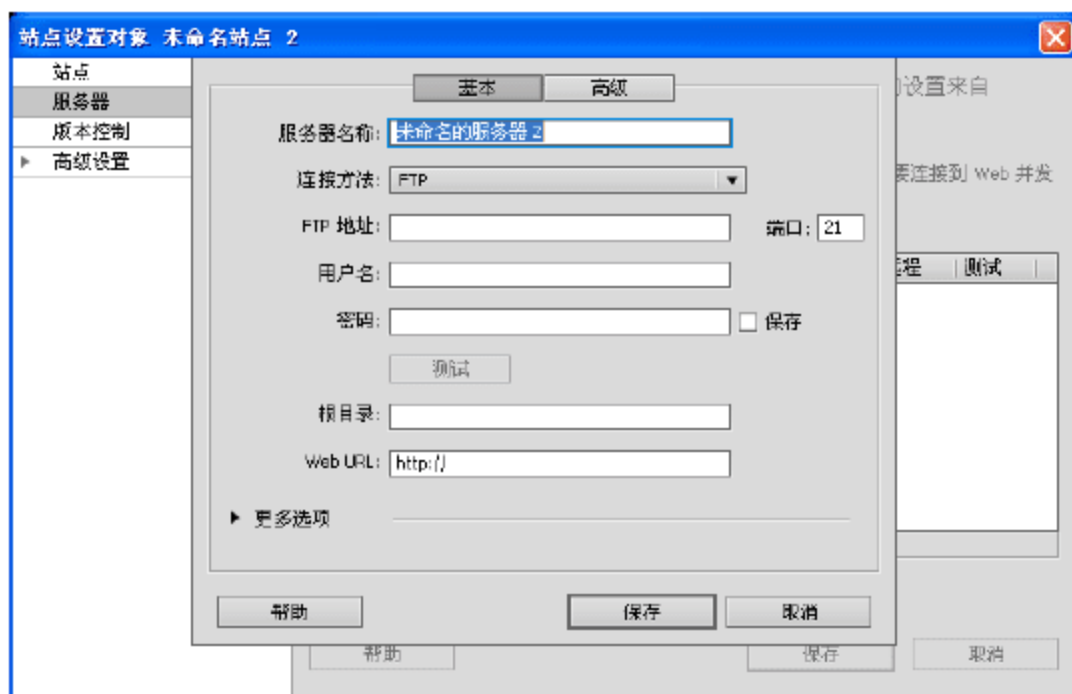 站点设置对象 未命名站点 2
站点
服务器
版本控制
高级设置
基本
高级
服务器名称: 未命名的服务器 2
连接方法: FTP
FTP 地址:
端口: 21
用户名:
密码:
保存
测试
根目录:
Web URL: http://
更多选项
帮助
保存
取消
设置来自
要连接到 Web 并发
程
测试
帮助
保存
取消